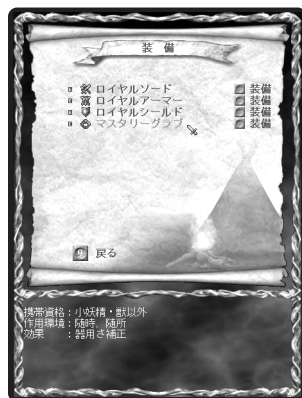 装備
ロイヤルソード 装備
ロイヤルアーマー 装備
ロイヤルシールド 装備
マスタリーグラブ 装備
9 戻る
携帯資格：小妖精・獣以外
作用環境：随時、随所
効果　　：器用さ補正